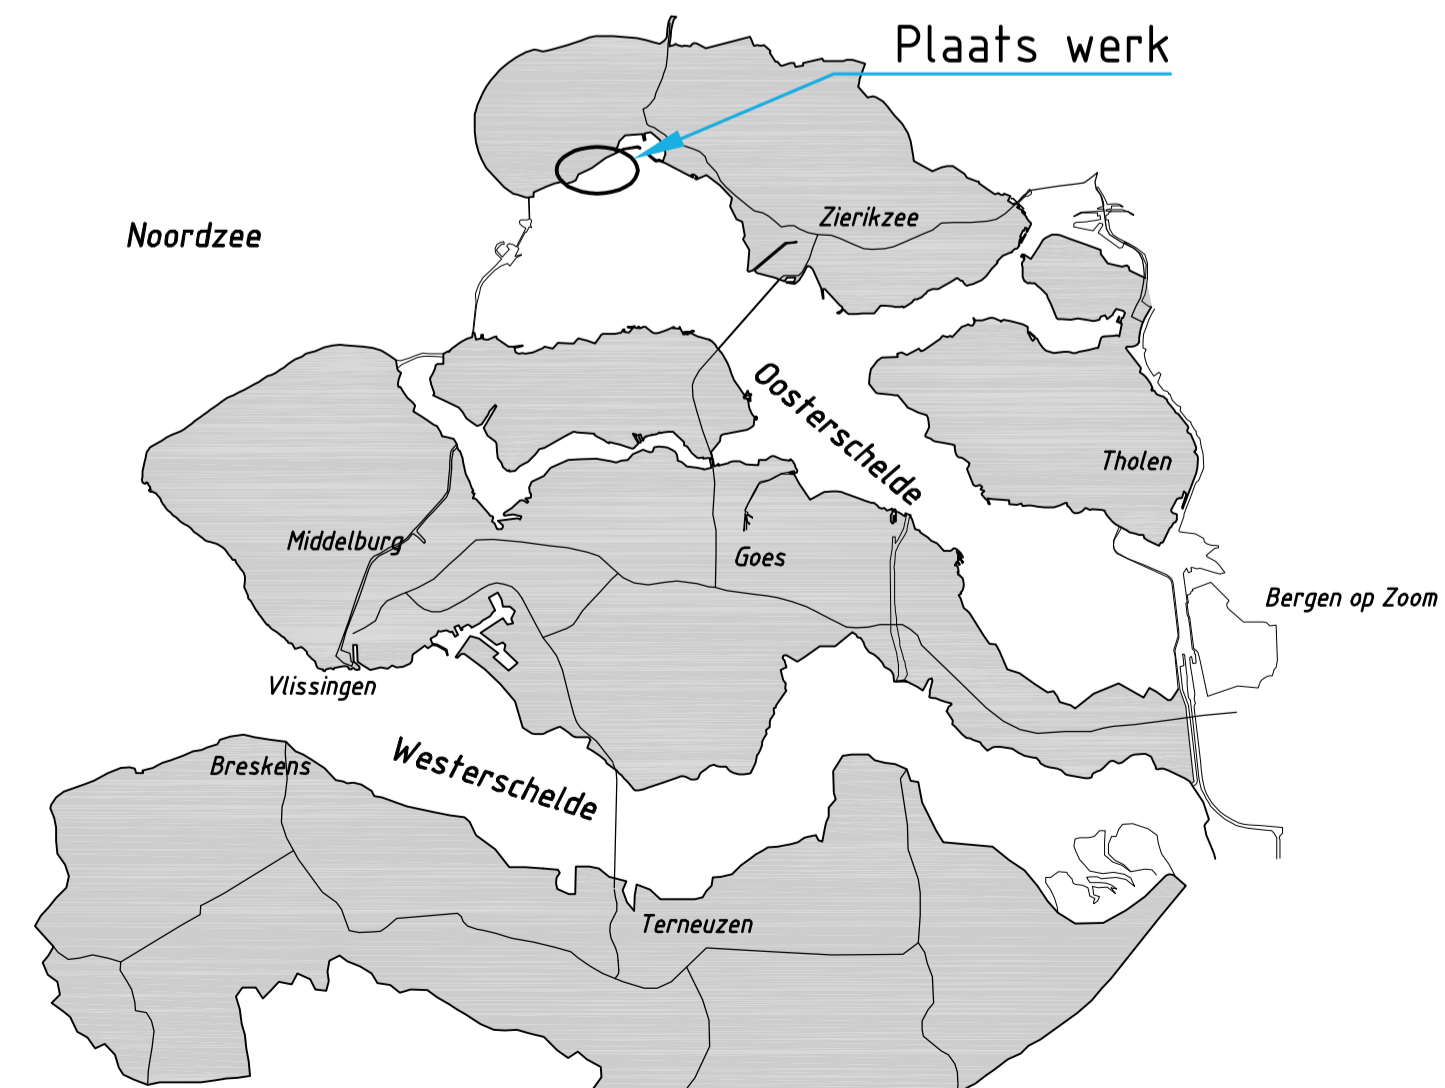 Plaats werk
Noordzee
Zierikzee
Oosterschelde
Tholen
Middelburg
Goes
Bergen op Zoom
Vlissingen
Westerschelde
Breskens
Terneuzen